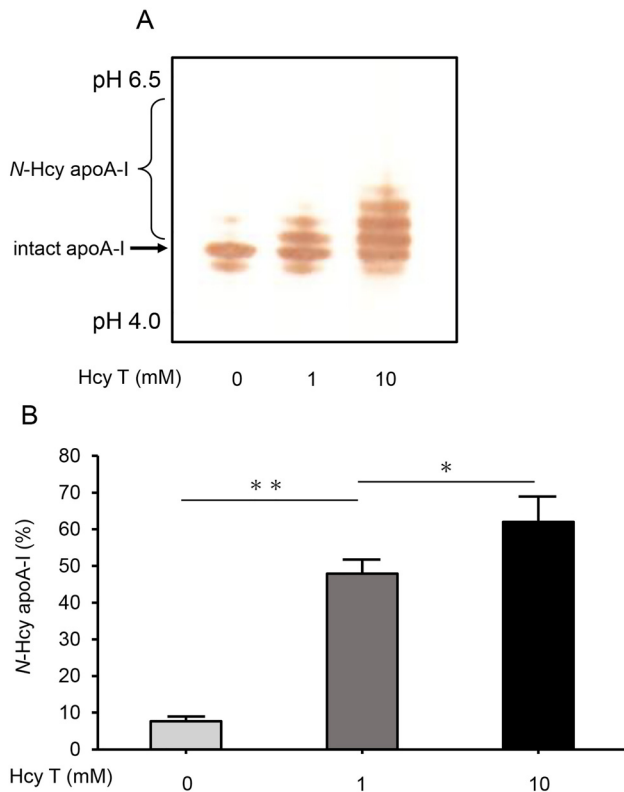 A
pH 6.5
N-Hcy apoA-I
intact apoA-I
pH 4.0
Hcy T (mM) 0 1 10
B
80
70
60
50
40
30
20
10
0
N-Hcy apoA-I (%)
* *
*
Hcy T (mM) 0 1 10